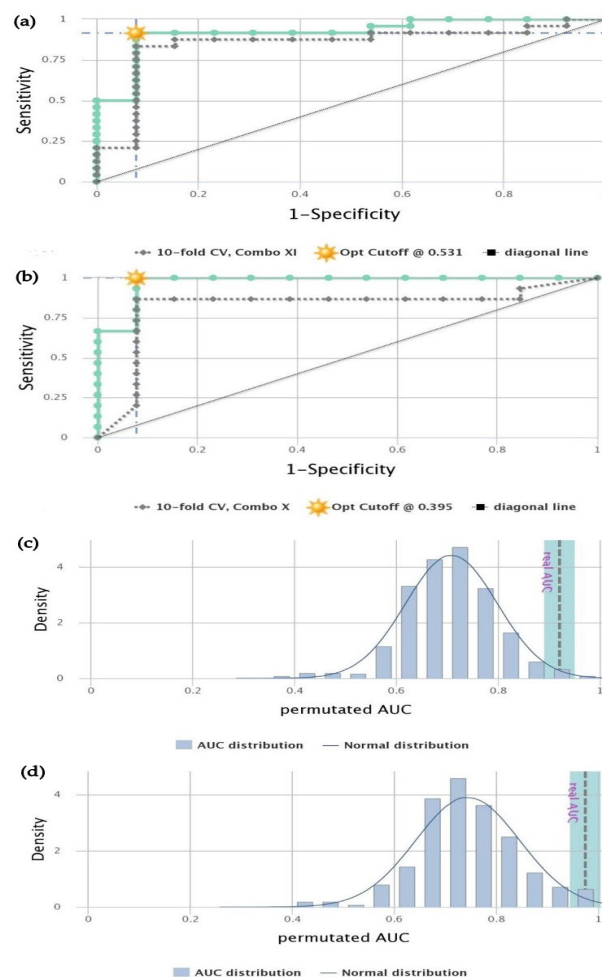 (a)
1
0.75
0.5
0.25
0
Sensitivity
0 0.2 0.4 0.6 0.8 1
1-Specificity
10-fold CV, Combo XI Opt Cutoff @ 0.531 diagonal line
(b)
1
0.75
0.5
0.25
0
Sensitivity
0 0.2 0.4 0.6 0.8 1
1-Specificity
10-fold CV, Combo X Opt Cutoff @ 0.395 diagonal line
(c)
real AUC
4
2
0
Density
0 0.2 0.4 0.6 0.8 1
permutated AUC
AUC distribution Normal distribution
(d)
real AUC
4
2
0
Density
0 0.2 0.4 0.6 0.8 1
permutated AUC
AUC distribution Normal distribution